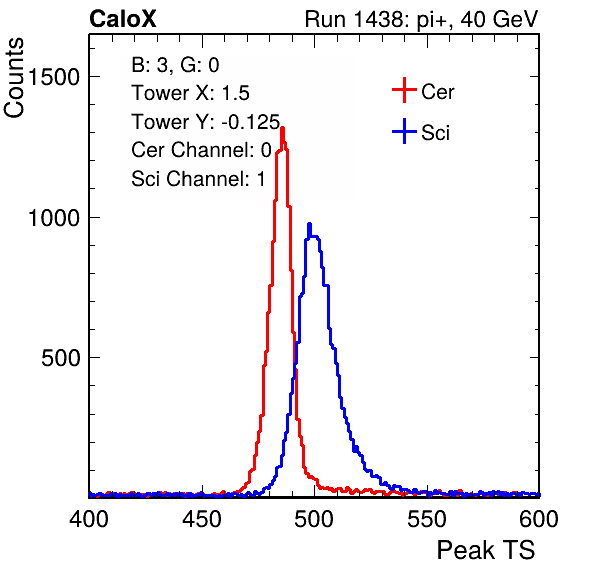 CaloX Run 1438: pi+, 40 GeV
Counts
B: 3, G: 0
Tower X: 1.5
Tower Y: -0.125
Cer Channel: 0
Sci Channel: 1
Cer
Sci
1500
1000
500
400 450 500 550 600
Peak TS